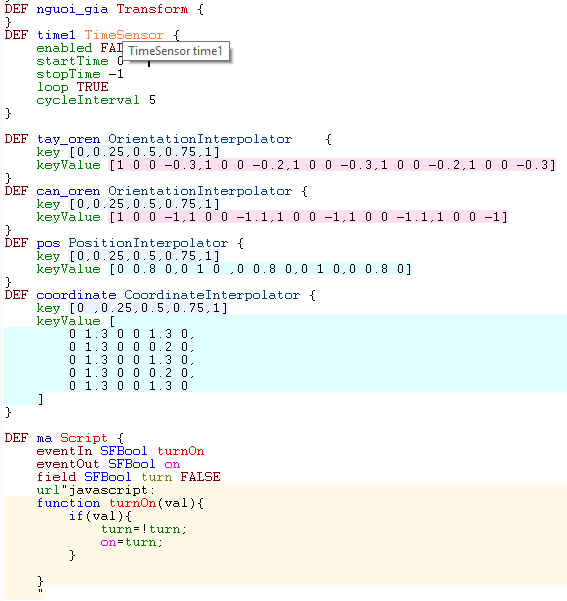 DEF nguoi_gia Transform {
}
DEF time1 TimeSensor {
enabled FAL
TimeSensor time1
startTime 0
stopTime -1
loop TRUE
cycleInterval 5
}
DEF tay_oren OrientationInterpolator {
key [0,0.25,0.5,0.75,1]
keyValue [1 0 0 -0.3,1 0 0 -0.2,1 0 0 -0.3,1 0 0 -0.2,1 0 0 -0.3]
}
DEF can_oren OrientationInterpolator {
key [0,0.25,0.5,0.75,1]
keyValue [1 0 0 -1,1 0 0 -1.1,1 0 0 -1,1 0 0 -1.1,1 0 0 -1]
}
DEF pos PositionInterpolator {
key [0,0.25,0.5,0.75,1]
keyValue [0 0.8 0,0 1 0 ,0 0.8 0,0 1 0,0 0.8 0]
}
DEF coordinate CoordinateInterpolator {
key [0 ,0.25,0.5,0.75,1]
keyValue [
0 1.3 0 0 1.3 0,
0 1.3 0 0 0.2 0,
0 1.3 0 0 1.3 0,
0 1.3 0 0 0.2 0,
0 1.3 0 0 1.3 0
]
}
DEF ma Script {
eventIn SFBool turnOn
eventOut SFBool on
field SFBool turn FALSE
url"javascript:
function turnOn(val){
if(val){
turn=!turn;
on=turn;
}
}
"